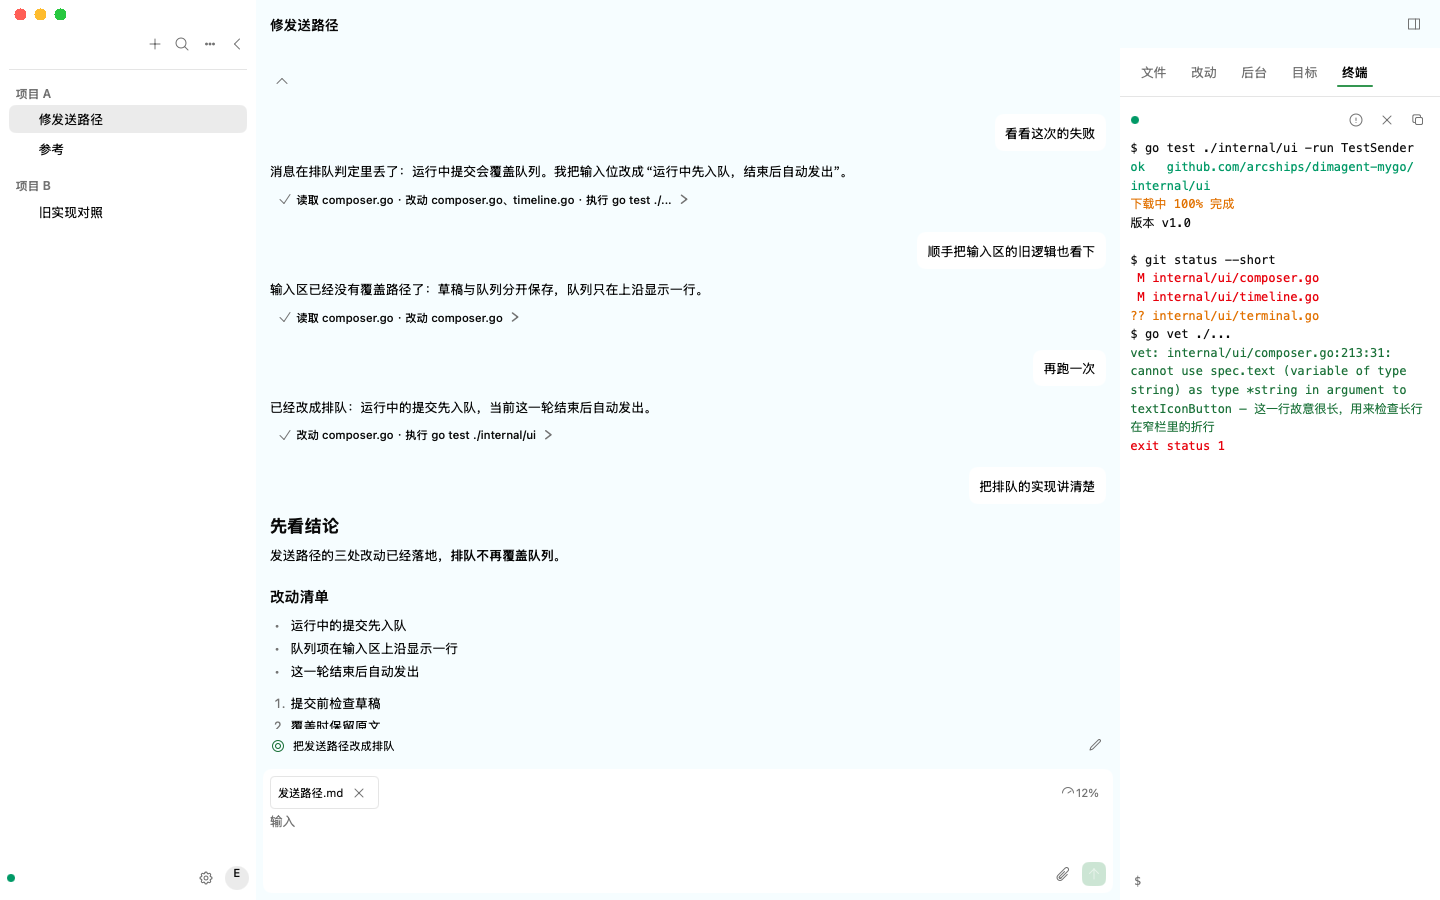 修发送路径
项目 A
修发送路径
参考
项目 B
旧实现对照
E
看看这次的失败
消息在排队判定里丢了：运行中提交会覆盖队列。我把输入位改成 “运行中先入队，结束后自动发出”。
读取 composer.go · 改动 composer.go、timeline.go · 执行 go test ./...
顺手把输入区的旧逻辑也看下
输入区已经没有覆盖路径了：草稿与队列分开保存，队列只在上沿显示一行。
读取 composer.go · 改动 composer.go
再跑一次
已经改成排队：运行中的提交先入队，当前这一轮结束后自动发出。
改动 composer.go · 执行 go test ./internal/ui
把排队的实现讲清楚
先看结论
发送路径的三处改动已经落地，排队不再覆盖队列。
改动清单
• 运行中的提交先入队
• 队列项在输入区上沿显示一行
• 这一轮结束后自动发出
1. 提交前检查草稿
2. 覆盖时保留原文
把发送路径改成排队
发送路径.md
12%
输入
文件 改动 后台 目标 终端
$ go test ./internal/ui -run TestSender
ok github.com/arcships/dimagent-mygo/
internal/ui
下载中 100% 完成
版本 v1.0
$ git status --short
M internal/ui/composer.go
M internal/ui/timeline.go
?? internal/ui/terminal.go
$ go vet ./...
vet: internal/ui/composer.go:213:31:
cannot use spec.text (variable of type
string) as type *string in argument to
textIconButton — 这一行故意很长，用来检查长行
在窄栏里的折行
exit status 1
$